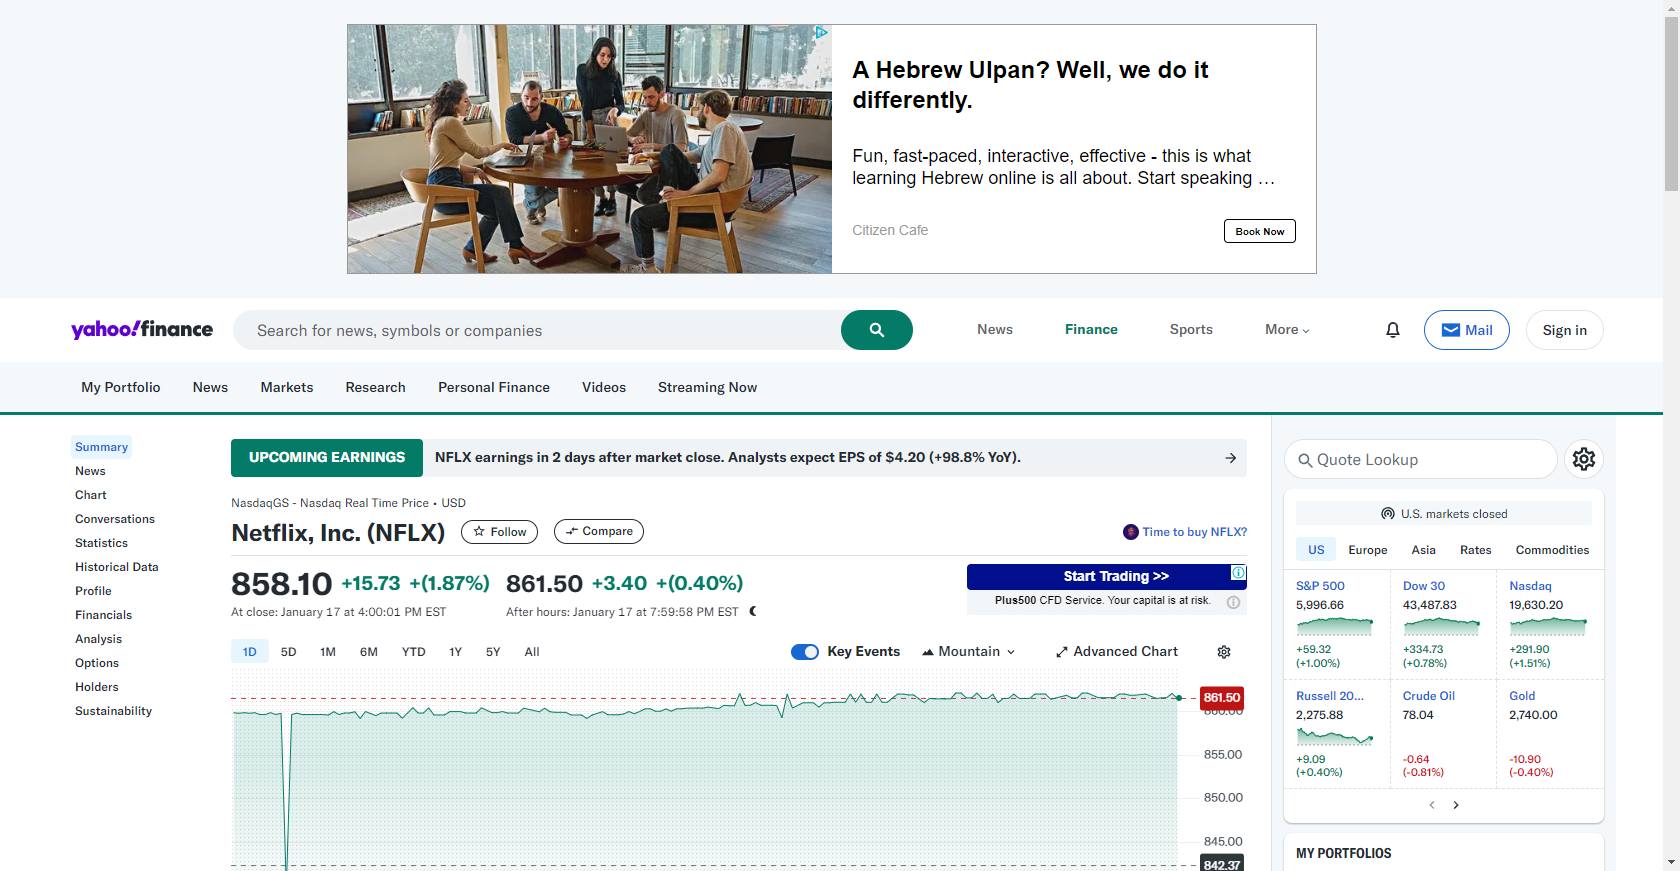 A Hebrew Ulpan? Well, we do it
differently.
Fun, fast-paced, interactive, effective - this is what
learning Hebrew online is all about. Start speaking ...
Citizen Cafe
Book Now
yahoo!finance
Search for news, symbols or companies
News
Finance
Sports
More
Mail
Sign in
My Portfolio
News
Markets
Research
Personal Finance
Videos
Streaming Now
Summary
News
Chart
Conversations
Statistics
Historical Data
Profile
Financials
Analysis
Options
Holders
Sustainability
UPCOMING EARNINGS
NFLX earnings in 2 days after market close. Analysts expect EPS of $4.20 (+98.8% YoY).
NasdaqGS - Nasdaq Real Time Price • USD
Netflix, Inc. (NFLX)
Follow
Compare
Time to buy NFLX?
858.10 +15.73 +(1.87%)
At close: January 17 at 4:00:01 PM EST
861.50 +3.40 +(0.40%)
After hours: January 17 at 7:59:58 PM EST
Start Trading >>
Plus500 CFD Service. Your capital is at risk.
1D
5D
1M
6M
YTD
1Y
5Y
All
Key Events
Mountain
Advanced Chart
861.50
860.00
855.00
850.00
845.00
842.37
Quote Lookup
U.S. markets closed
US
Europe
Asia
Rates
Commodities
S&P 500
5,996.66
+59.32
(+1.00%)
Dow 30
43,487.83
+334.73
(+0.78%)
Nasdaq
19,630.20
+291.90
(+1.51%)
Russell 20...
2,275.88
+9.09
(+0.40%)
Crude Oil
78.04
-0.64
(-0.81%)
Gold
2,740.00
-10.90
(-0.40%)
MY PORTFOLIOS